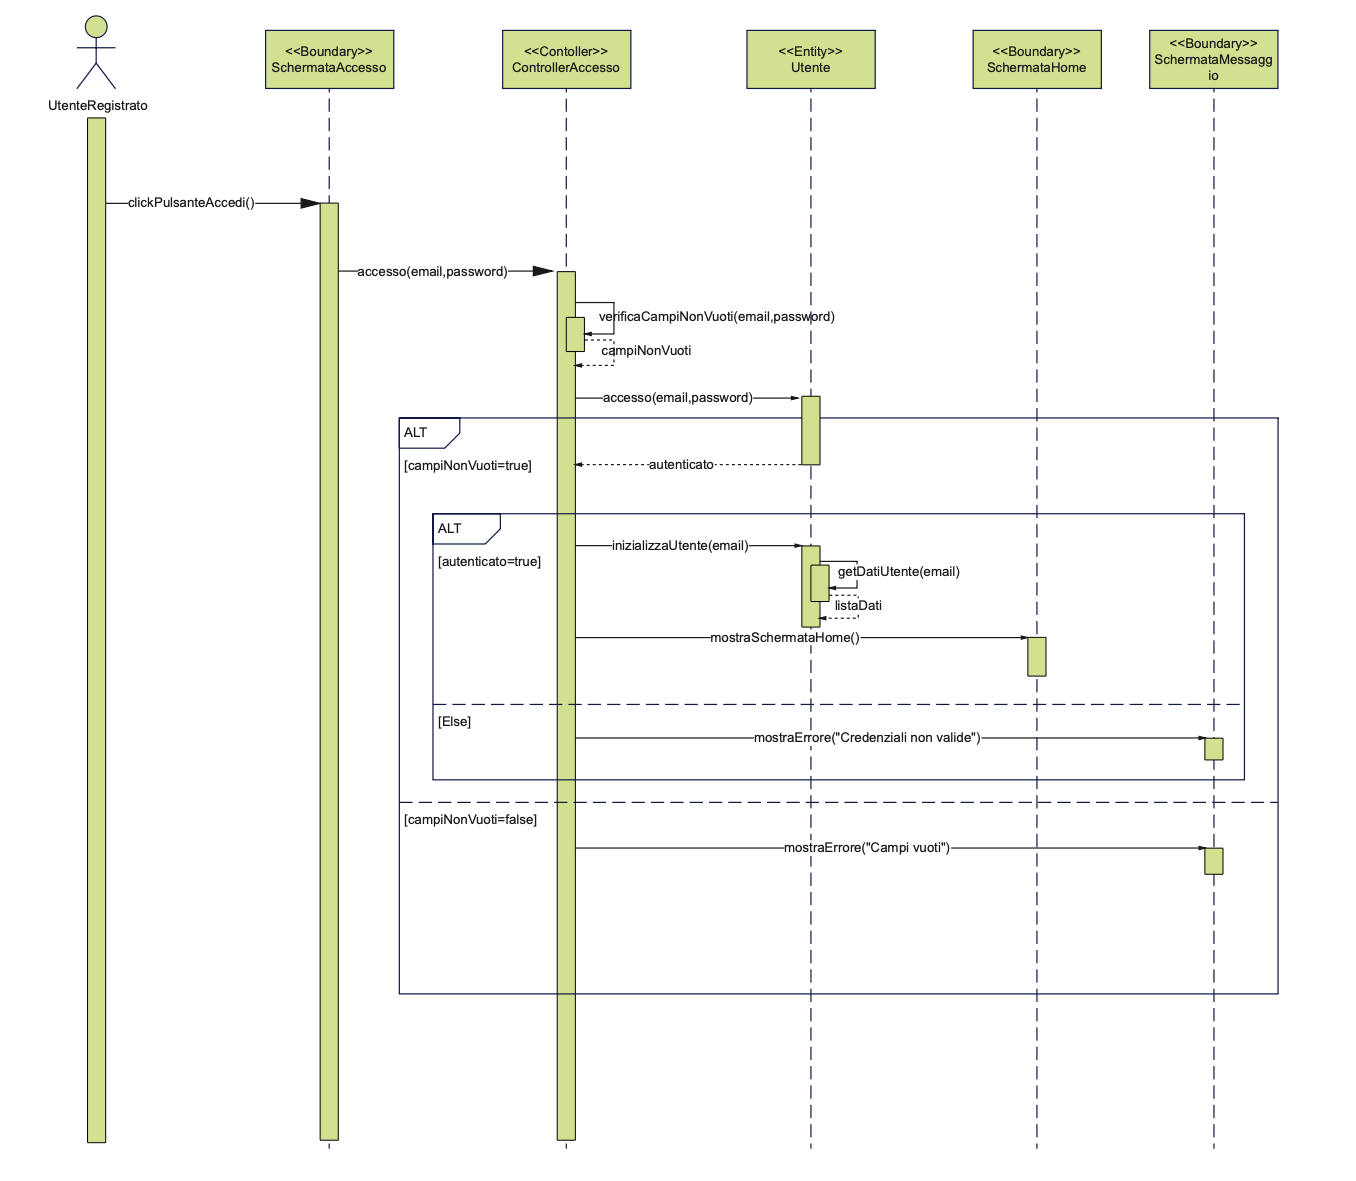 UtenteRegistrato
<<Boundary>>
SchermataAccesso
<<Contoller>>
ControllerAccesso
<<Entity>>
Utente
<<Boundary>>
SchermataHome
<<Boundary>>
SchermataMessagg
io
clickPulsanteAccedi()
accesso(email,password)
verificaCampiNonVuoti(email,password)
campiNonVuoti
accesso(email,password)
ALT
[campiNonVuoti=true]
autenticato
ALT
inizializzaUtente(email)
[autenticato=true]
getDatiUtente(email)
listaDati
mostraSchermataHome()
[Else]
mostraErrore("Credenziali non valide")
[campiNonVuoti=false]
mostraErrore("Campi vuoti")